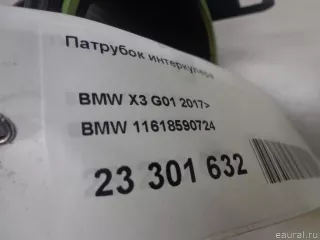 Патрубок интеркулера
BMW X3 G01 2017>
BMW 11618590724
23 301 632
eaural.ru